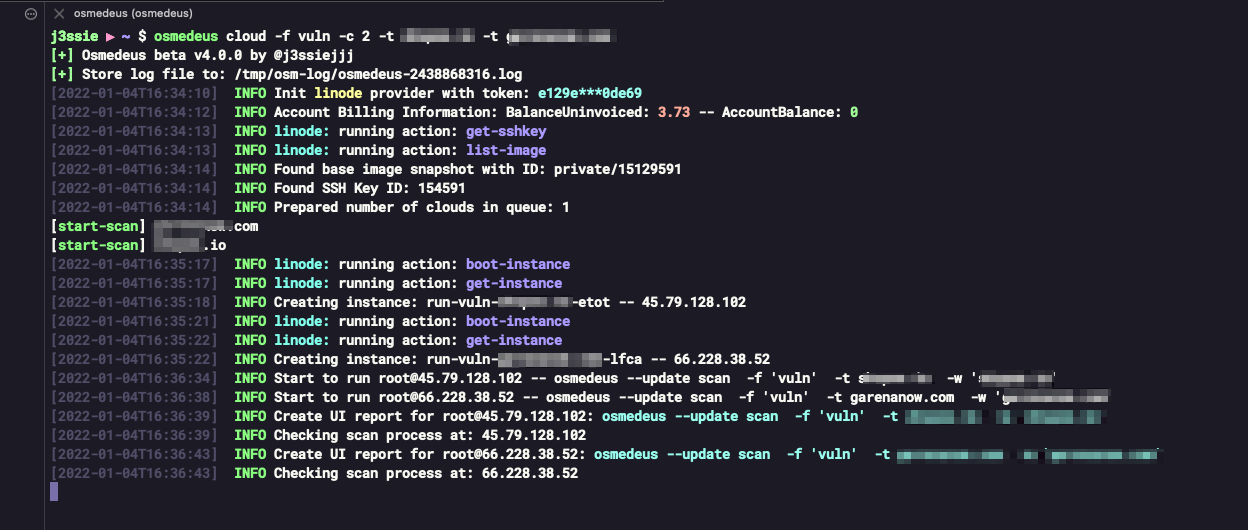 osmedeus (osmedeus)
j3ssie ▶ ~ $ osmedeus cloud -f vuln -c 2 -t -t
[+] Osmedeus beta v4.0.0 by @j3ssiejjj
[+] Store log file to: /tmp/osm-log/osmedeus-2438868316.log
[2022-01-04T16:34:10] INFO Init linode provider with token: e129e***0de69
[2022-01-04T16:34:12] INFO Account Billing Information: BalanceUninvoiced: 3.73 -- AccountBalance: 0
[2022-01-04T16:34:13] INFO linode: running action: get-sshkey
[2022-01-04T16:34:13] INFO linode: running action: list-image
[2022-01-04T16:34:14] INFO Found base image snapshot with ID: private/15129591
[2022-01-04T16:34:14] INFO Found SSH Key ID: 154591
[2022-01-04T16:34:14] INFO Prepared number of clouds in queue: 1
[start-scan] .com
[start-scan] .io
[2022-01-04T16:35:17] INFO linode: running action: boot-instance
[2022-01-04T16:35:17] INFO linode: running action: get-instance
[2022-01-04T16:35:18] INFO Creating instance: run-vuln- -etot -- 45.79.128.102
[2022-01-04T16:35:21] INFO linode: running action: boot-instance
[2022-01-04T16:35:22] INFO linode: running action: get-instance
[2022-01-04T16:35:22] INFO Creating instance: run-vuln- -lfca -- 66.228.38.52
[2022-01-04T16:36:34] INFO Start to run root@45.79.128.102 -- osmedeus --update scan -f 'vuln' -t -w '
[2022-01-04T16:36:38] INFO Start to run root@66.228.38.52 -- osmedeus --update scan -f 'vuln' -t garenanow.com -w '
[2022-01-04T16:36:39] INFO Create UI report for root@45.79.128.102: osmedeus --update scan -f 'vuln' -t
[2022-01-04T16:36:39] INFO Checking scan process at: 45.79.128.102
[2022-01-04T16:36:43] INFO Create UI report for root@66.228.38.52: osmedeus --update scan -f 'vuln' -t
[2022-01-04T16:36:43] INFO Checking scan process at: 66.228.38.52